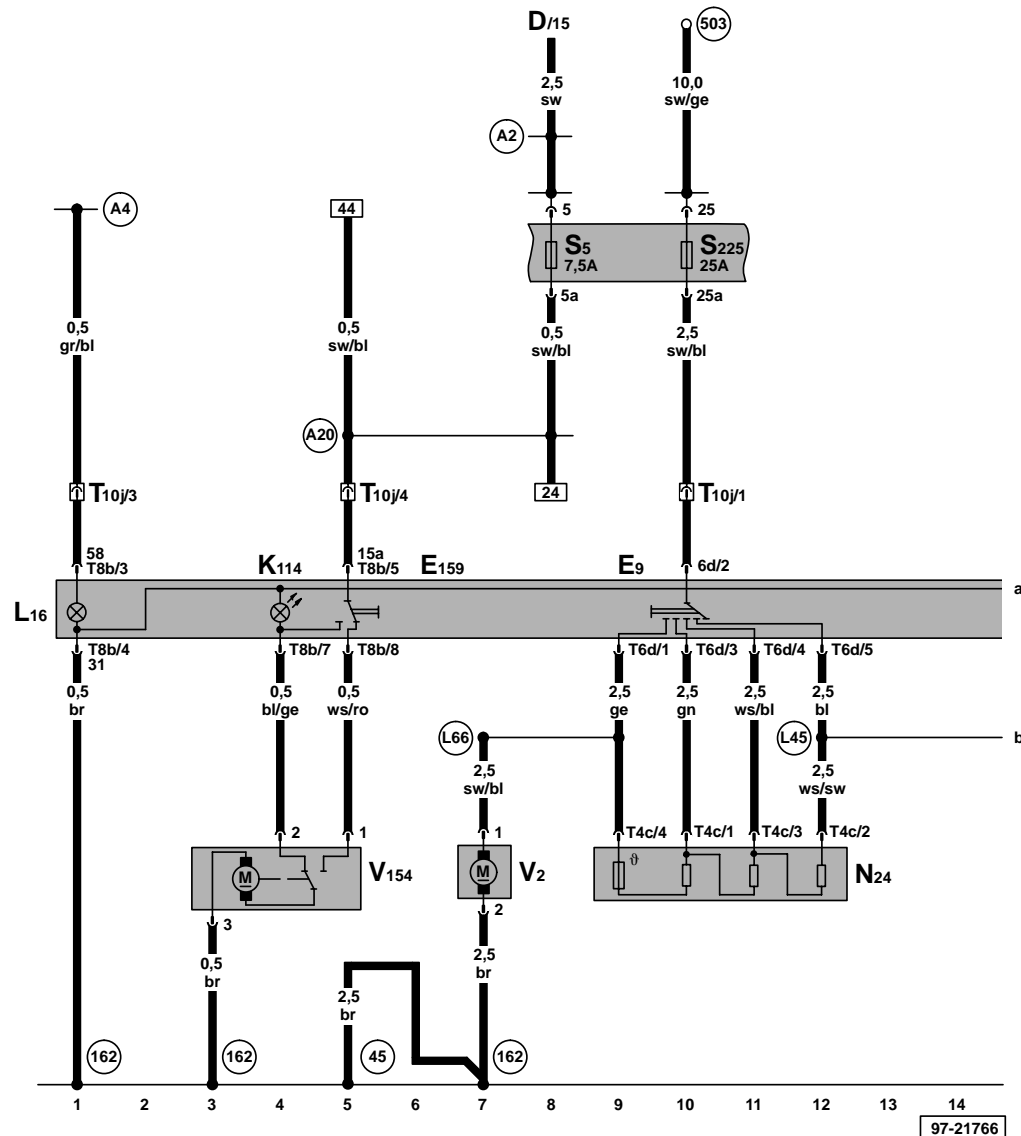 D/15
503
2,5
sw
10,0
sw/ge
A2
A4
44
5
25
S5
7,5A
S225
25A
5a
25a
0,5
gr/bl
0,5
sw/bl
0,5
sw/bl
2,5
sw/bl
A20
T10j/3
T10j/4
24
T10j/1
58
T8b/3
K114
15a
T8b/5
E159
E9
6d/2
a
L16
T8b/4
31
T8b/7
T8b/8
T6d/1
T6d/3
T6d/4
T6d/5
0,5
br
0,5
bl/ge
0,5
ws/ro
2,5
ge
2,5
gn
2,5
ws/bl
2,5
bl
L66
L45
b
2,5
sw/bl
2,5
ws/sw
2
1
1
T4c/4
T4c/1
T4c/3
T4c/2
M
V154
M
V2
ϑ
N24
3
2
0,5
br
2,5
br
2,5
br
162
162
45
162
1
2
3
4
5
6
7
8
9
10
11
12
13
14
97-21766